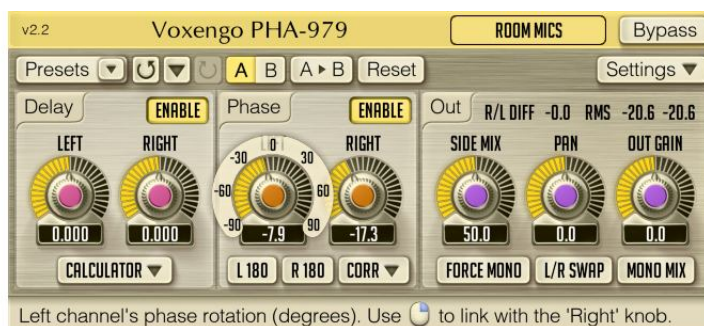 v2.2 Voxengo PHA-979 ROOM MICS Bypass
Presets A B A ▸ B Reset Settings
Delay ENABLE Phase ENABLE Out R/L DIFF -0.0 RMS -20.6 -20.6
LEFT RIGHT 0 RIGHT SIDE MIX PAN OUT GAIN
-30 30
-60 60
-90 90
0.000 0.000 -7.9 -17.3 50.0 0.0 0.0
CALCULATOR L 180 R 180 CORR FORCE MONO L/R SWAP MONO MIX
Left channel's phase rotation (degrees). Use to link with the 'Right' knob.